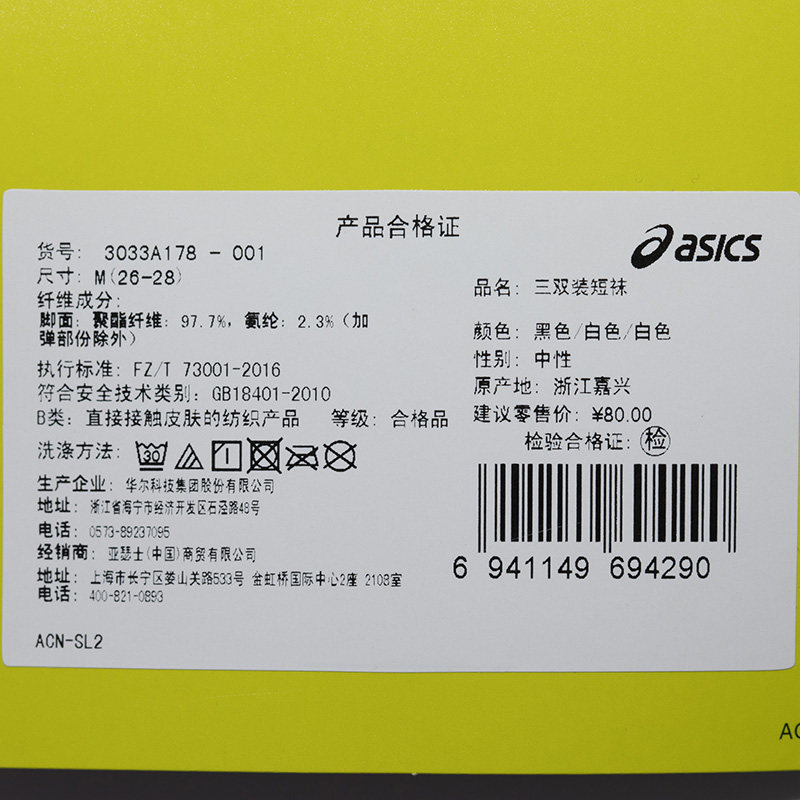 产品合格证
asics
货号: 3033A178 - 001
尺寸: M(26-28)
纤维成分:
脚面: 聚酯纤维: 97.7%, 氨纶: 2.3% (加
弹部份除外)
执行标准: FZ/T 73001-2016
符合安全技术类别: GB18401-2010
B类: 直接接触皮肤的纺织产品 等级: 合格品
洗涤方法: 30
生产企业: 华尔科技集团股份有限公司
地址: 浙江省海宁市经济开发区石泾路48号
电话: 0573-89237095
经销商: 亚瑟士(中国)商贸有限公司
地址: 上海市长宁区娄山关路533号 金虹桥国际中心2座 2108室
电话: 400-821-0893
ACN-SL2
品名: 三双装短袜
颜色: 黑色/白色/白色
性别: 中性
原产地: 浙江嘉兴
建议零售价: ¥80.00
检验合格证: 检
6 941149 694290
AC